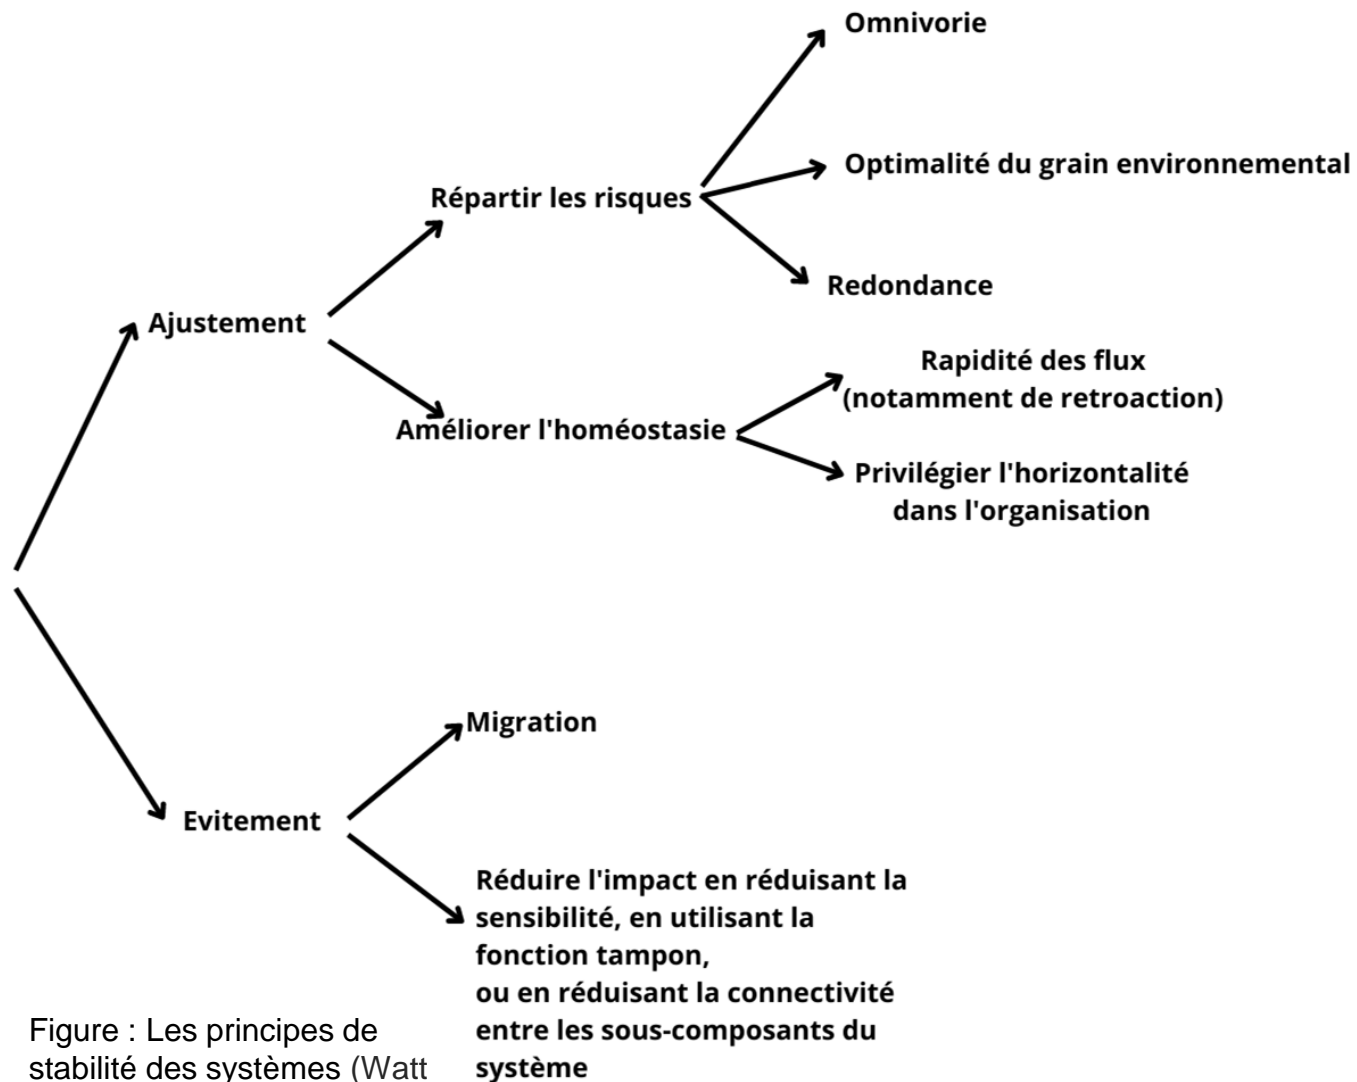 Omnivorie
Optimalité du grain environnemental
Répartir les risques
Redondance
Ajustement
Rapidité des flux
(notamment de retroaction)
Améliorer l'homéostasie
Privilégier l'horizontalité
dans l'organisation
Migration
Evitement
Réduire l'impact en réduisant la
sensibilité, en utilisant la
fonction tampon,
ou en réduisant la connectivité
entre les sous-composants du
système
Figure : Les principes de
stabilité des systèmes (Watt